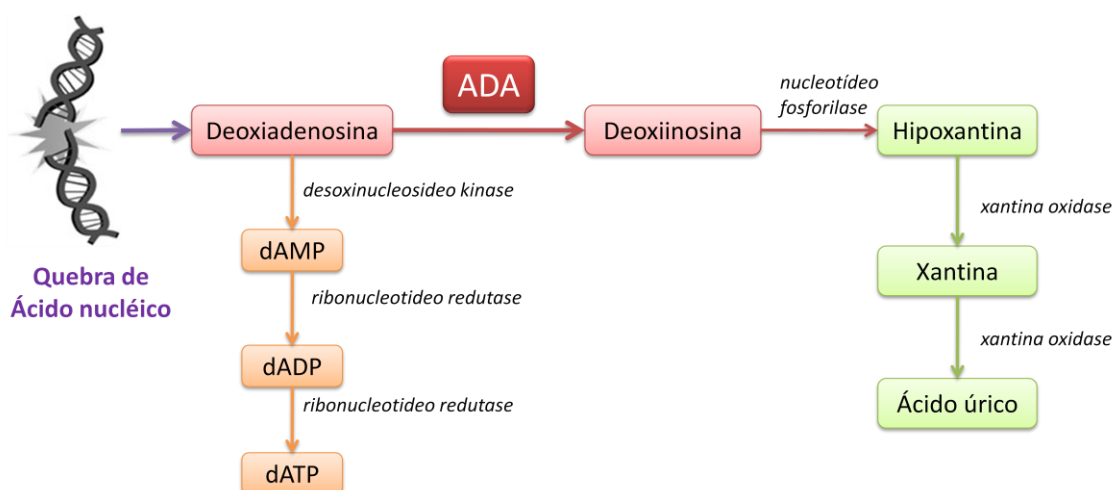 ADA
nucleotídeo
fosforilase
Deoxiadenosina
Deoxiinosina
Hipoxantina
desoxinucleosideo kinase
xantina oxidase
dAMP
Xantina
Quebra de
Ácido nucléico
ribonucleotideo redutase
xantina oxidase
dADP
Ácido úrico
ribonucleotideo redutase
dATP